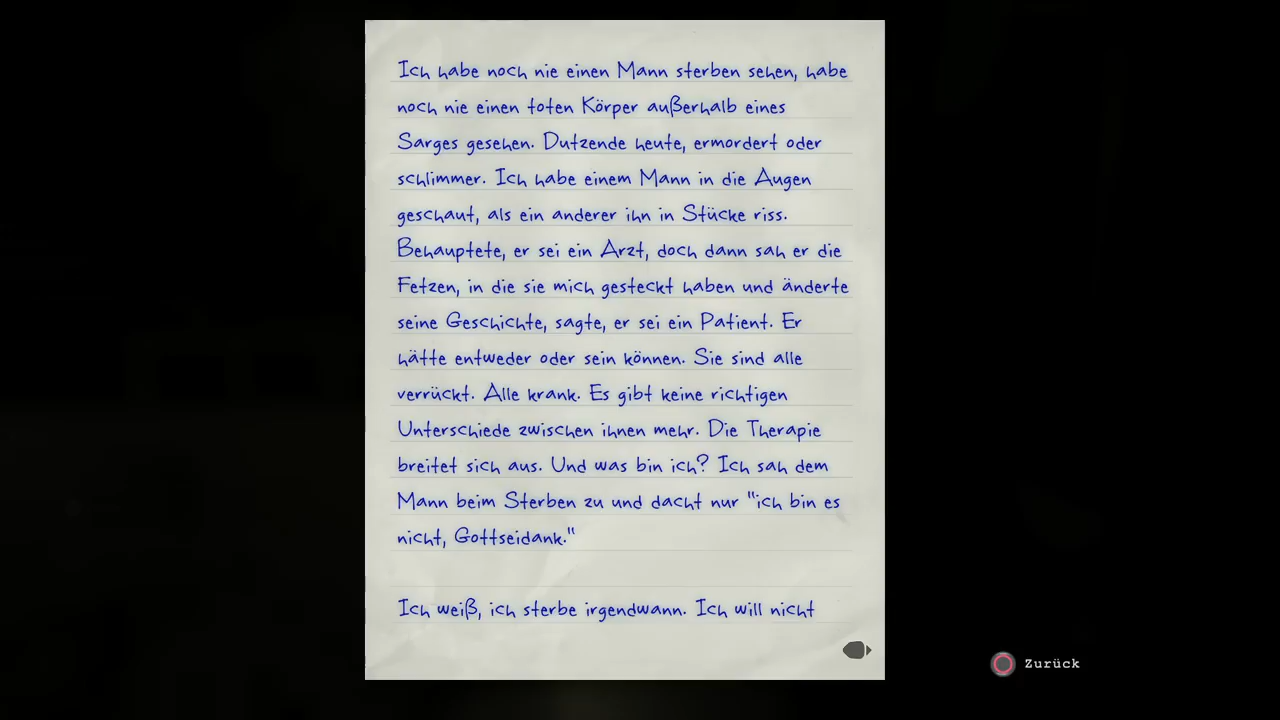 Ich habe noch nie einen Mann sterben sehen, habe
noch nie einen toten Körper außerhalb eines
Sarges gesehen. Dutzende heute, ermordert oder
schlimmer. Ich habe einem Mann in die Augen
geschaut, als ein anderer ihn in Stücke riss.
Behauptete, er sei ein Arzt, doch dann sah er die
Fetzen, in die sie mich gesteckt haben und änderte
seine Geschichte, sagte, er sei ein Patient. Er
hätte entweder oder sein können. Sie sind alle
verrückt. Alle krank. Es gibt keine richtigen
Unterschiede zwischen ihnen mehr. Die Therapie
breitet sich aus. Und was bin ich? Ich sah dem
Mann beim Sterben zu und dacht nur "ich bin es
nicht, Gottseidank."
Ich weiß, ich sterbe irgendwann. Ich will nicht
Zurück